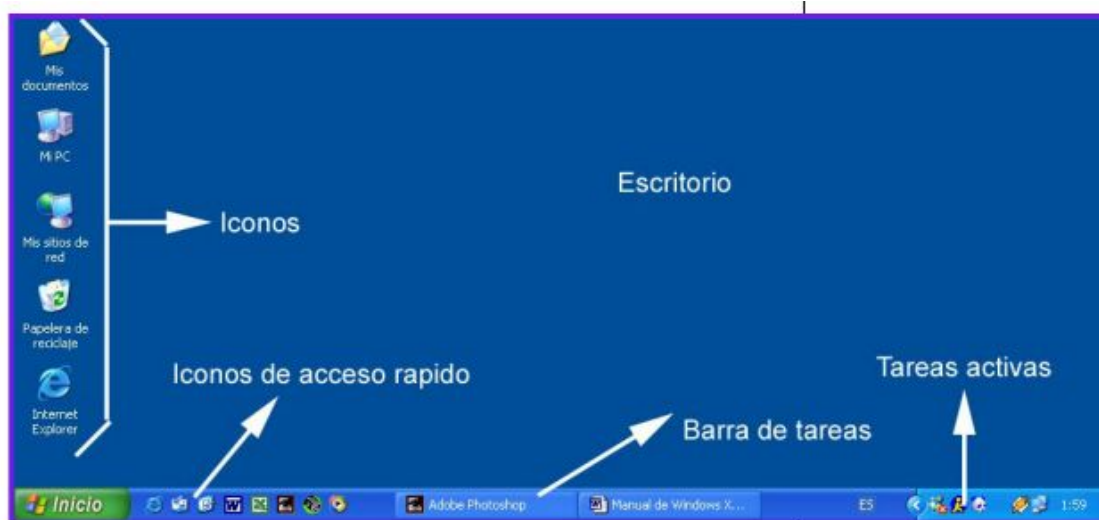 Mis
documentos
Mi PC
Mis sitios de
red
Papelera de
reciclaje
Internet
Explorer
Iconos
Escritorio
Iconos de acceso rapido
Barra de tareas
Tareas activas
Inicio
Adobe Photoshop
Manual de Windows X...
ES
1:59